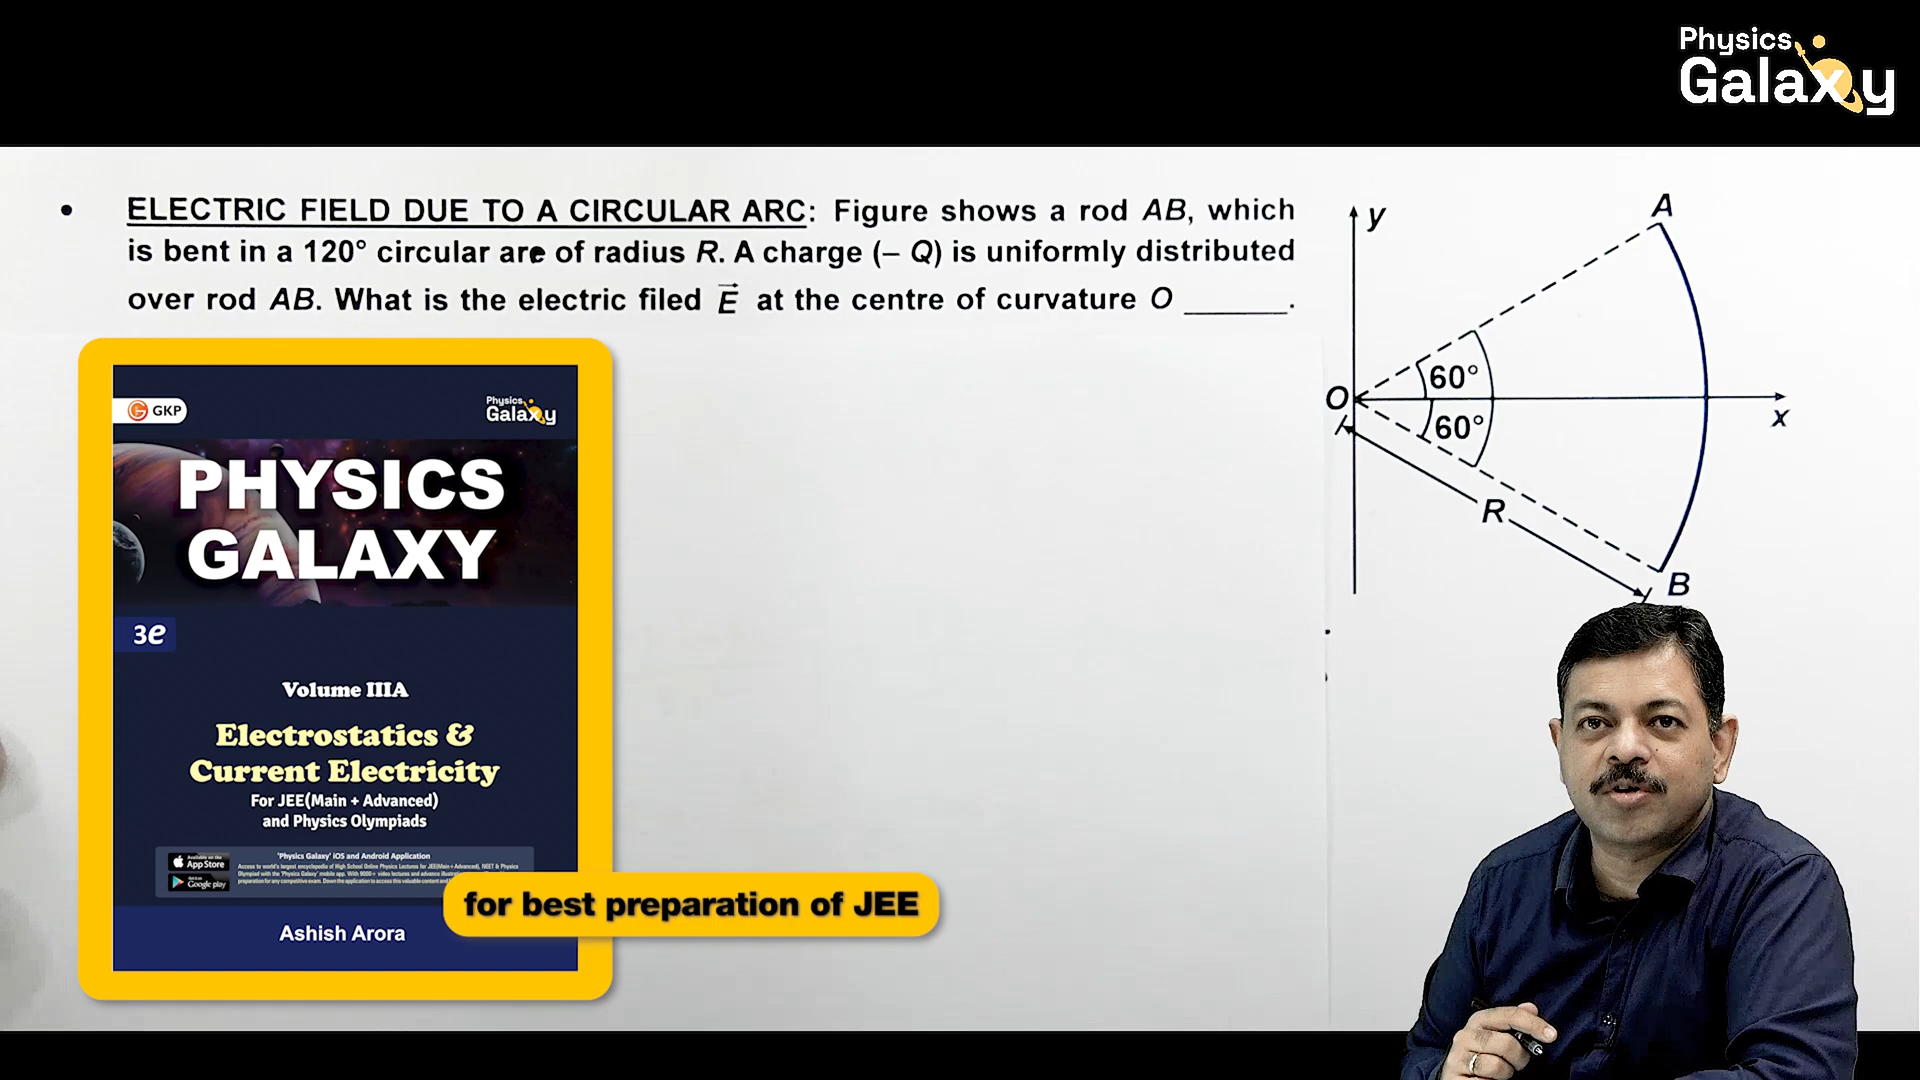 Physics
Galaxy
• ELECTRIC FIELD DUE TO A CIRCULAR ARC: Figure shows a rod AB, which
is bent in a 120° circular are of radius R. A charge (– Q) is uniformly distributed
over rod AB. What is the electric filed E⃗ at the centre of curvature O ______.
y
A
60°
O
60°
x
R
B
GKP
Physics
Galaxy
PHYSICS
GALAXY
3e
Volume IIIA
Electrostatics &
Current Electricity
For JEE(Main + Advanced)
and Physics Olympiads
'Physics Galaxy' iOS and Android Application
Available on the
App Store
Google play
for best preparation of JEE
Ashish Arora